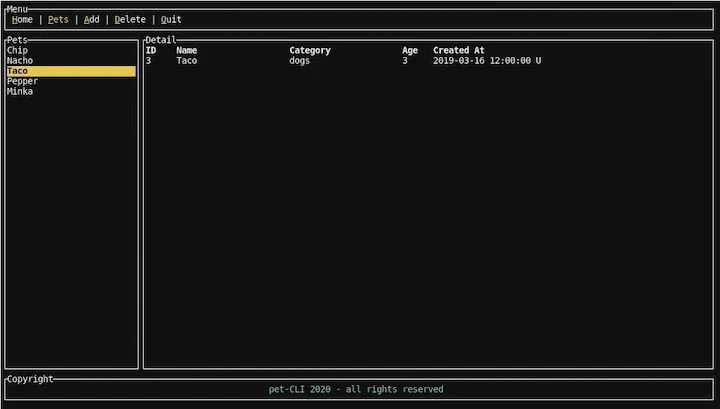 Menu
Home | Pets | Add | Delete | Quit
Pets
Chip
Nacho
Taco
Pepper
Minka
Detail
ID Name Category Age Created At
3 Taco dogs 3 2019-03-16 12:00:00 U
Copyright
pet-CLI 2020 - all rights reserved